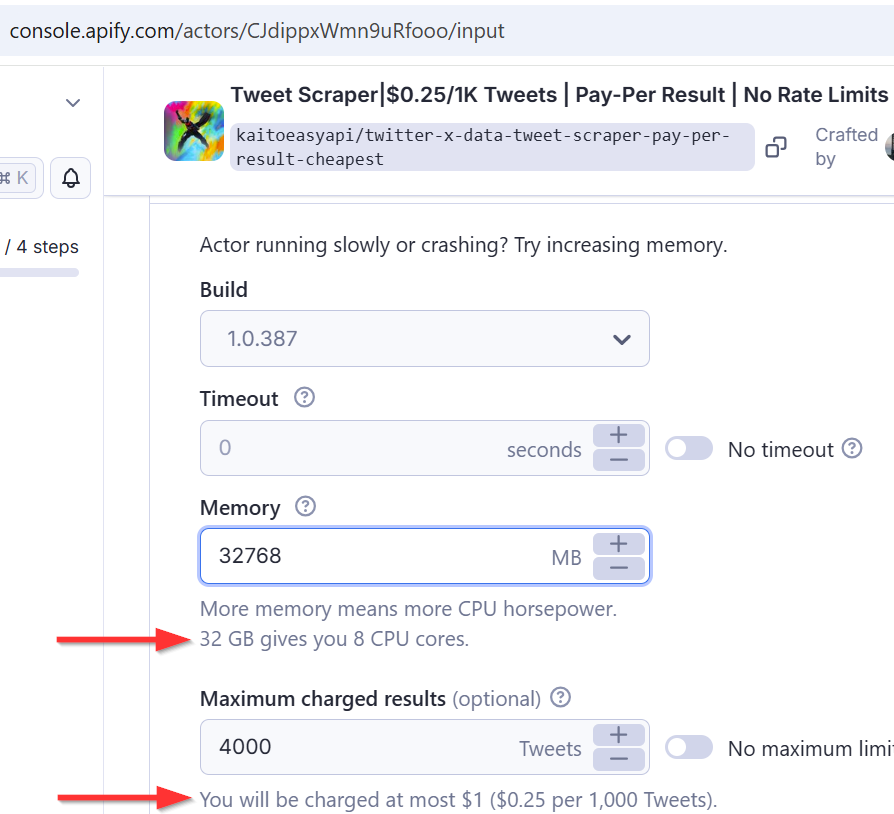 console.apify.com/actors/CJdippxWmn9uRfooo/input
Tweet Scraper|$0.25/1K Tweets | Pay-Per Result | No Rate Limits
kaitoeasyapi/twitter-x-data-tweet-scraper-pay-per-
result-cheapest
Crafted
by
⌘ K
/ 4 steps
Actor running slowly or crashing? Try increasing memory.
Build
1.0.387
Timeout ?
0 seconds + −
No timeout ?
Memory ?
32768 MB + −
More memory means more CPU horsepower.
32 GB gives you 8 CPU cores.
Maximum charged results (optional) ?
4000 Tweets + −
No maximum limi
You will be charged at most $1 ($0.25 per 1,000 Tweets).